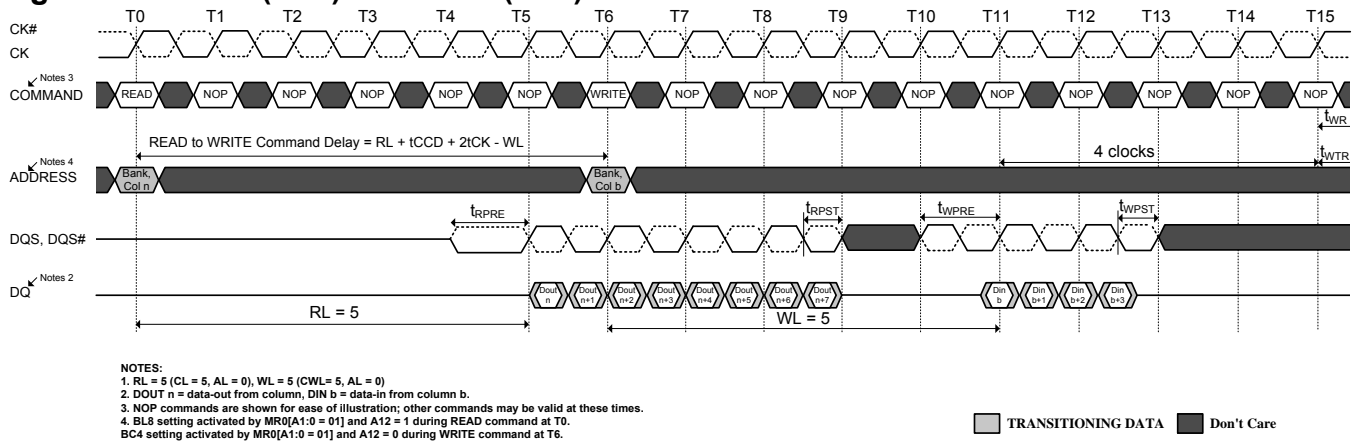 T0 T1 T2 T3 T4 T5 T6 T7 T8 T9 T10 T11 T12 T13 T14 T15
CK#
CK
Notes 3
COMMAND READ NOP NOP NOP NOP NOP WRITE NOP NOP NOP NOP NOP NOP NOP NOP NOP
tWR
READ to WRITE Command Delay = RL + tCCD + 2tCK - WL
4 clocks
tWTR
Notes 4
ADDRESS
Bank, Col n
Bank, Col b
tRPRE tRPST tWPRE tWPST
DQS, DQS#
Notes 2
DQ
Dout n
Dout n+1
Dout n+2
Dout n+3
Dout n+4
Dout n+5
Dout n+6
Dout n+7
Din b
Din b+1
Din b+2
Din b+3
RL = 5
WL = 5
NOTES:
1. RL = 5 (CL = 5, AL = 0), WL = 5 (CWL= 5, AL = 0)
2. DOUT n = data-out from column, DIN b = data-in from column b.
3. NOP commands are shown for ease of illustration; other commands may be valid at these times.
4. BL8 setting activated by MR0[A1:0 = 01] and A12 = 1 during READ command at T0.
BC4 setting activated by MR0[A1:0 = 01] and A12 = 0 during WRITE command at T6.
TRANSITIONING DATA
Don't Care